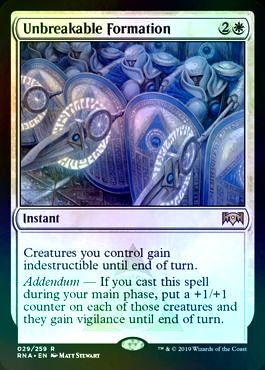 Unbreakable Formation 2
Instant
Creatures you control gain
indestructible until end of turn.
Addendum — If you cast this spell
during your main phase, put a +1/+1
counter on each of those creatures and
they gain vigilance until end of turn.
029/259 R
RNA • EN Matt Stewart
™ & © 2019 Wizards of the Coast